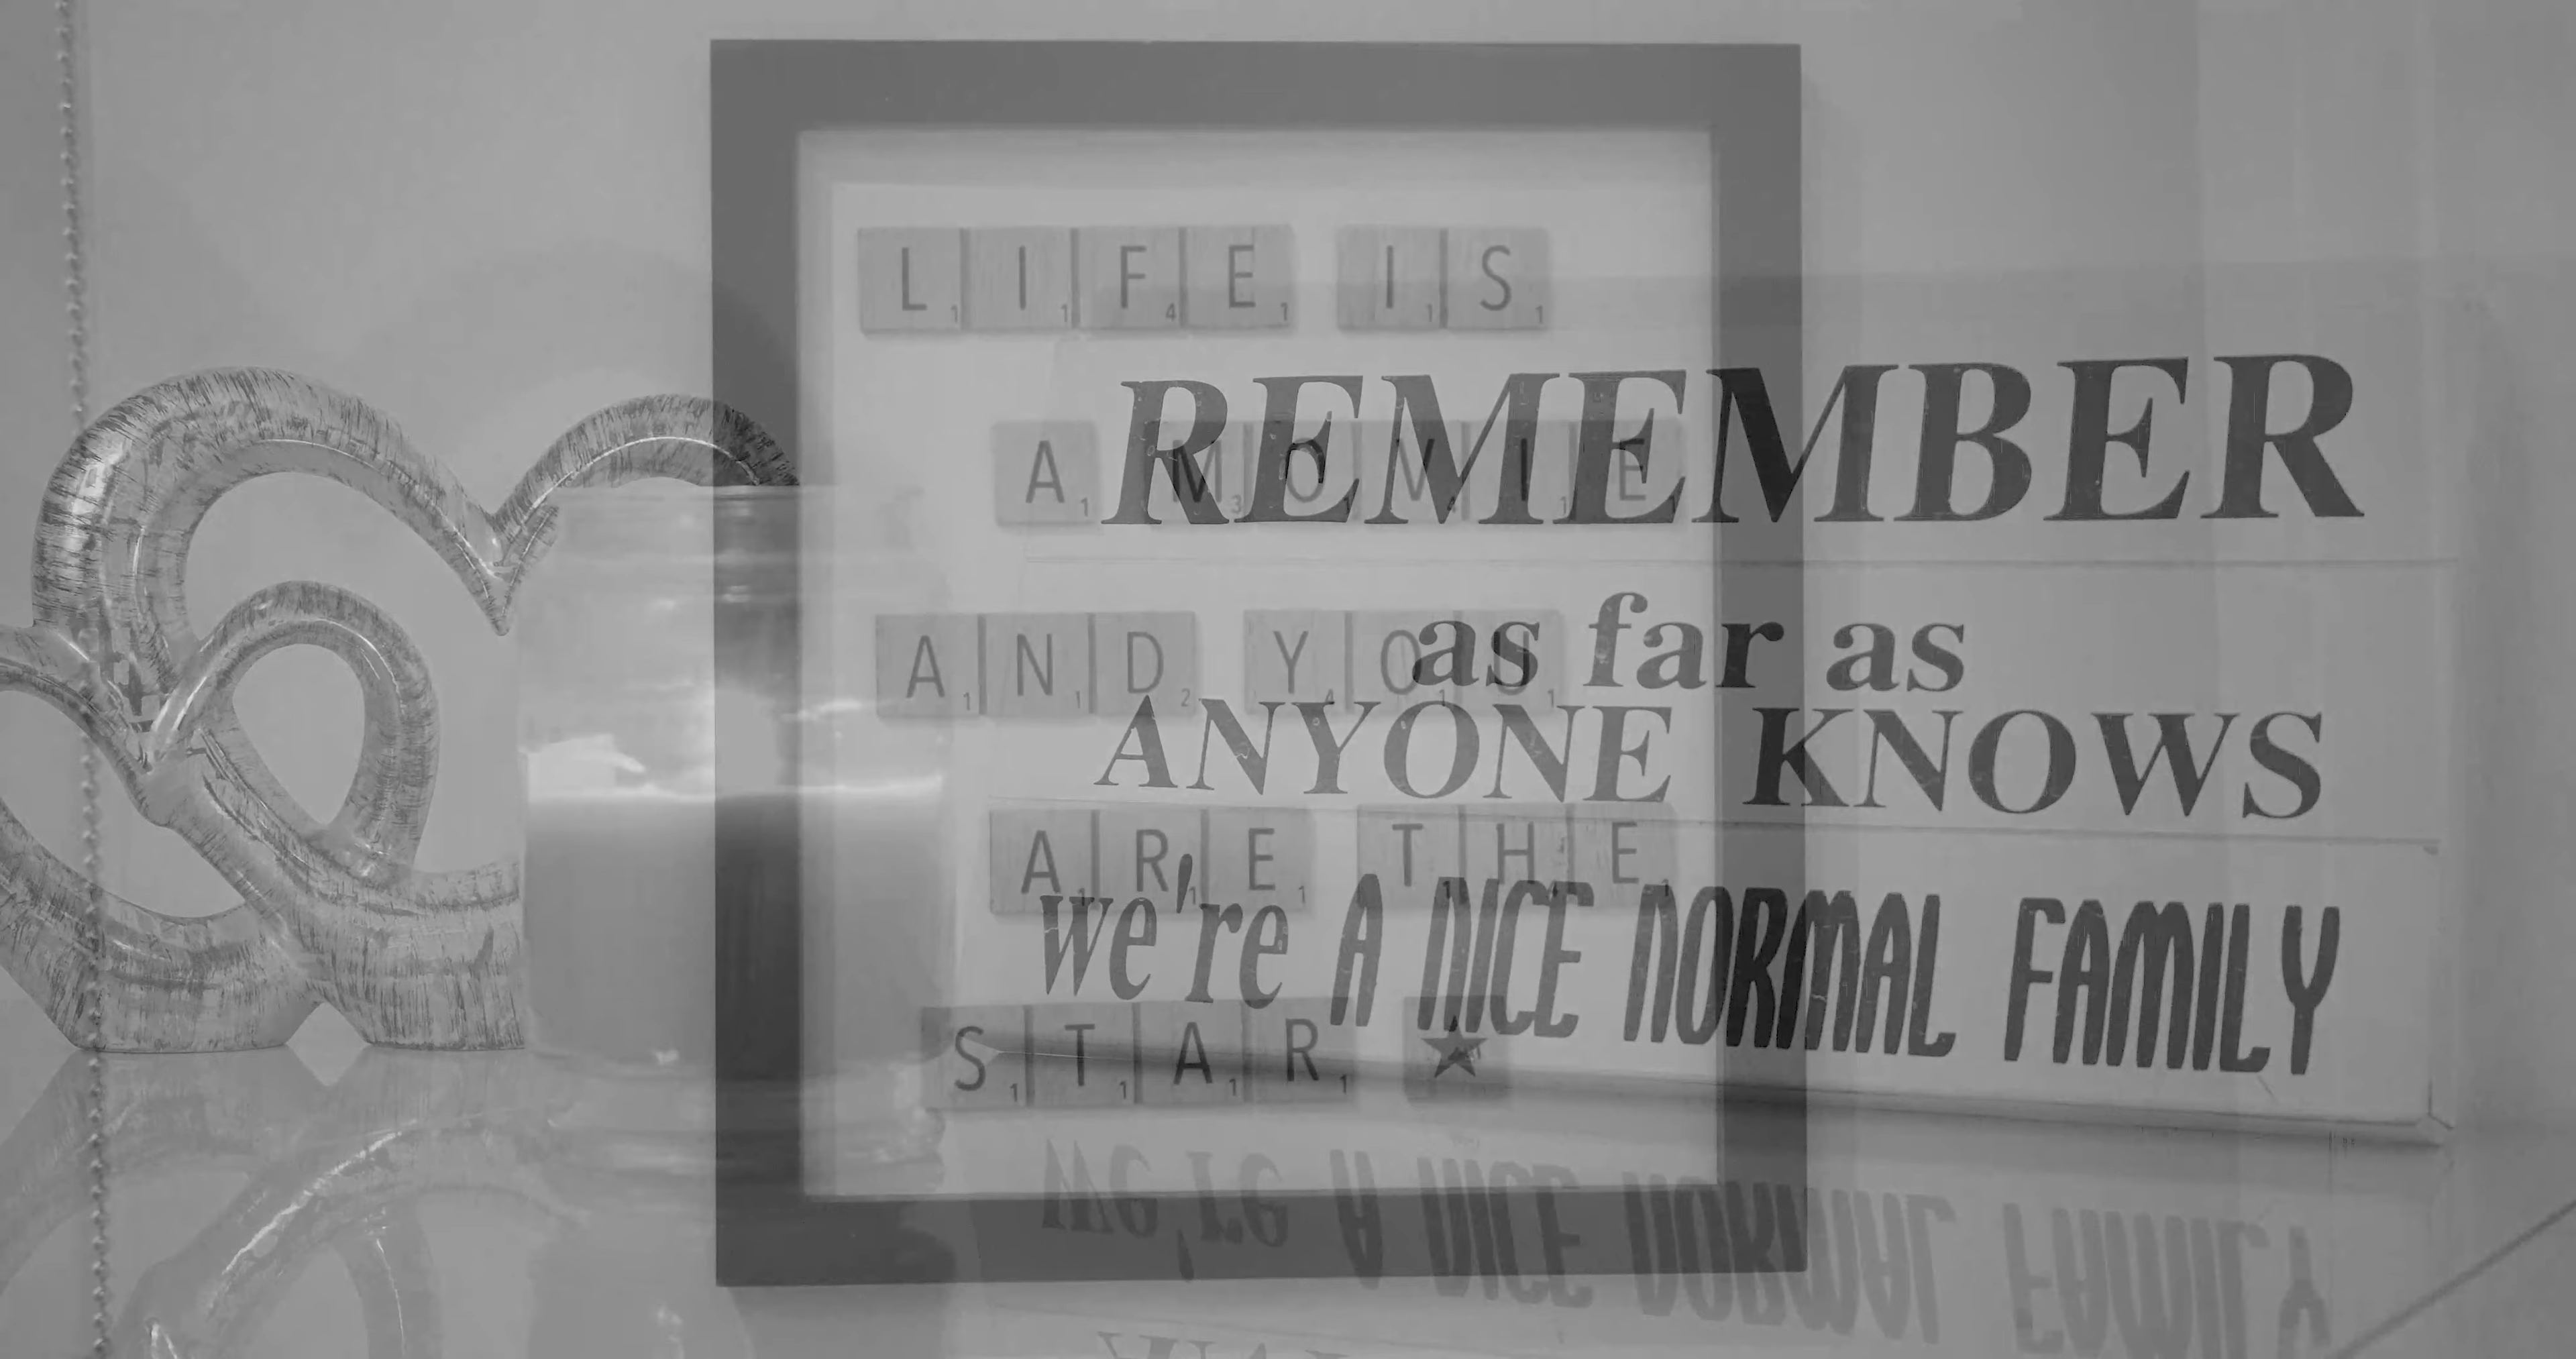 LIFE IS
A MOVIE
AND YOU
ARE THE
STAR ★
REMEMBER
as far as
ANYONE KNOWS
we're A NICE NORMAL FAMILY